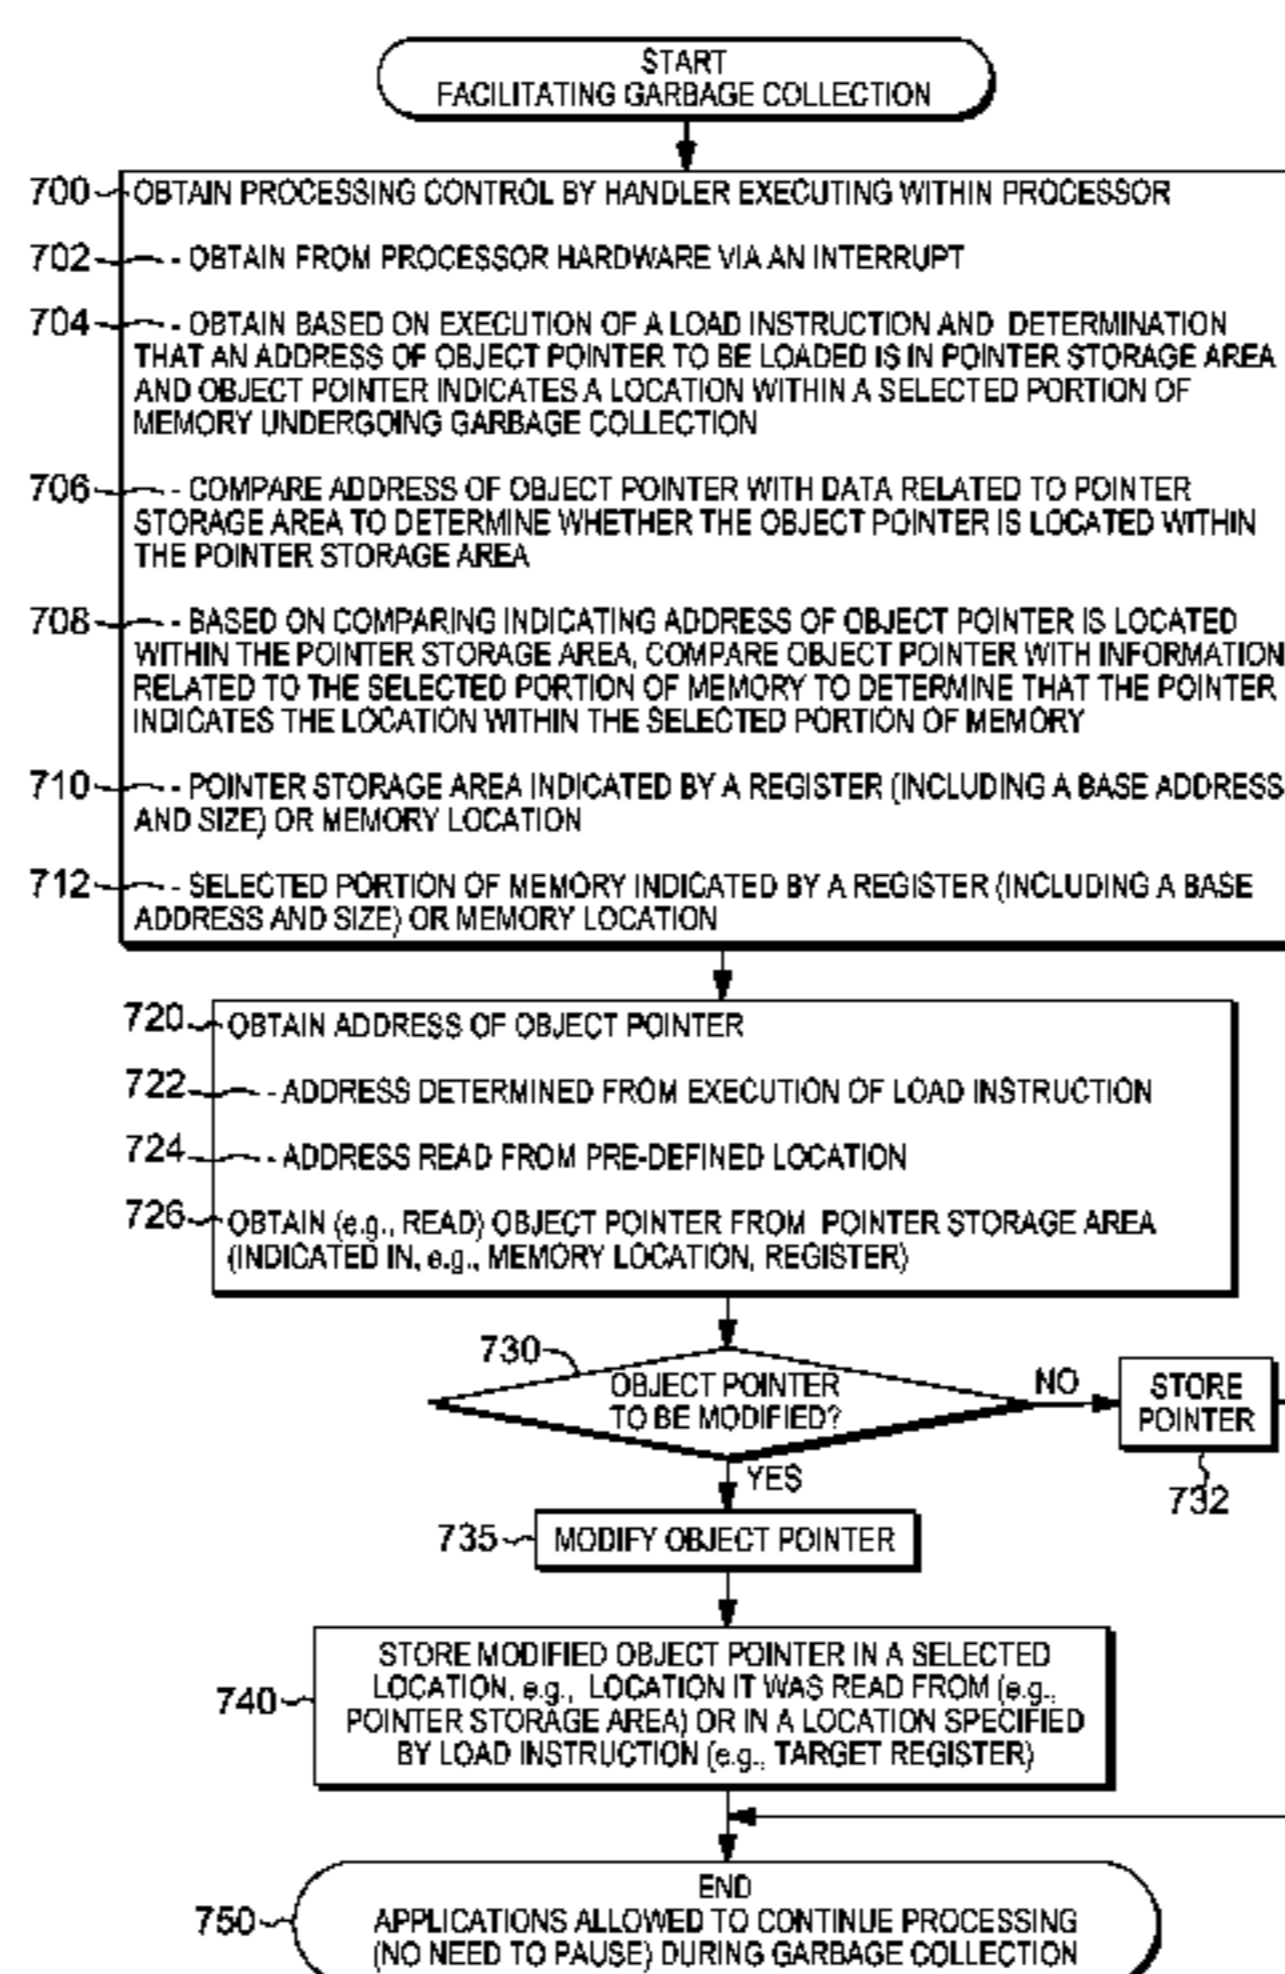 START
FACILITATING GARBAGE COLLECTION
700 OBTAIN PROCESSING CONTROL BY HANDLER EXECUTING WITHIN PROCESSOR
702 - OBTAIN FROM PROCESSOR HARDWARE VIA AN INTERRUPT
704 - OBTAIN BASED ON EXECUTION OF A LOAD INSTRUCTION AND DETERMINATION
THAT AN ADDRESS OF OBJECT POINTER TO BE LOADED IS IN POINTER STORAGE AREA
AND OBJECT POINTER INDICATES A LOCATION WITHIN A SELECTED PORTION OF
MEMORY UNDERGOING GARBAGE COLLECTION
706 - COMPARE ADDRESS OF OBJECT POINTER WITH DATA RELATED TO POINTER
STORAGE AREA TO DETERMINE WHETHER THE OBJECT POINTER IS LOCATED WITHIN
THE POINTER STORAGE AREA
708 - BASED ON COMPARING INDICATING ADDRESS OF OBJECT POINTER IS LOCATED
WITHIN THE POINTER STORAGE AREA, COMPARE OBJECT POINTER WITH INFORMATION
RELATED TO THE SELECTED PORTION OF MEMORY TO DETERMINE THAT THE POINTER
INDICATES THE LOCATION WITHIN THE SELECTED PORTION OF MEMORY
710 - POINTER STORAGE AREA INDICATED BY A REGISTER (INCLUDING A BASE ADDRESS
AND SIZE) OR MEMORY LOCATION
712 - SELECTED PORTION OF MEMORY INDICATED BY A REGISTER (INCLUDING A BASE
ADDRESS AND SIZE) OR MEMORY LOCATION
720 OBTAIN ADDRESS OF OBJECT POINTER
722 - ADDRESS DETERMINED FROM EXECUTION OF LOAD INSTRUCTION
724 - ADDRESS READ FROM PRE-DEFINED LOCATION
726 OBTAIN (e.g., READ) OBJECT POINTER FROM POINTER STORAGE AREA
(INDICATED IN, e.g., MEMORY LOCATION, REGISTER)
730
OBJECT POINTER
TO BE MODIFIED?
NO
STORE
POINTER
732
YES
735 MODIFY OBJECT POINTER
STORE MODIFIED OBJECT POINTER IN A SELECTED
LOCATION, e.g., LOCATION IT WAS READ FROM (e.g.,
740 POINTER STORAGE AREA) OR IN A LOCATION SPECIFIED
BY LOAD INSTRUCTION (e.g., TARGET REGISTER)
END
750 APPLICATIONS ALLOWED TO CONTINUE PROCESSING
(NO NEED TO PAUSE) DURING GARBAGE COLLECTION